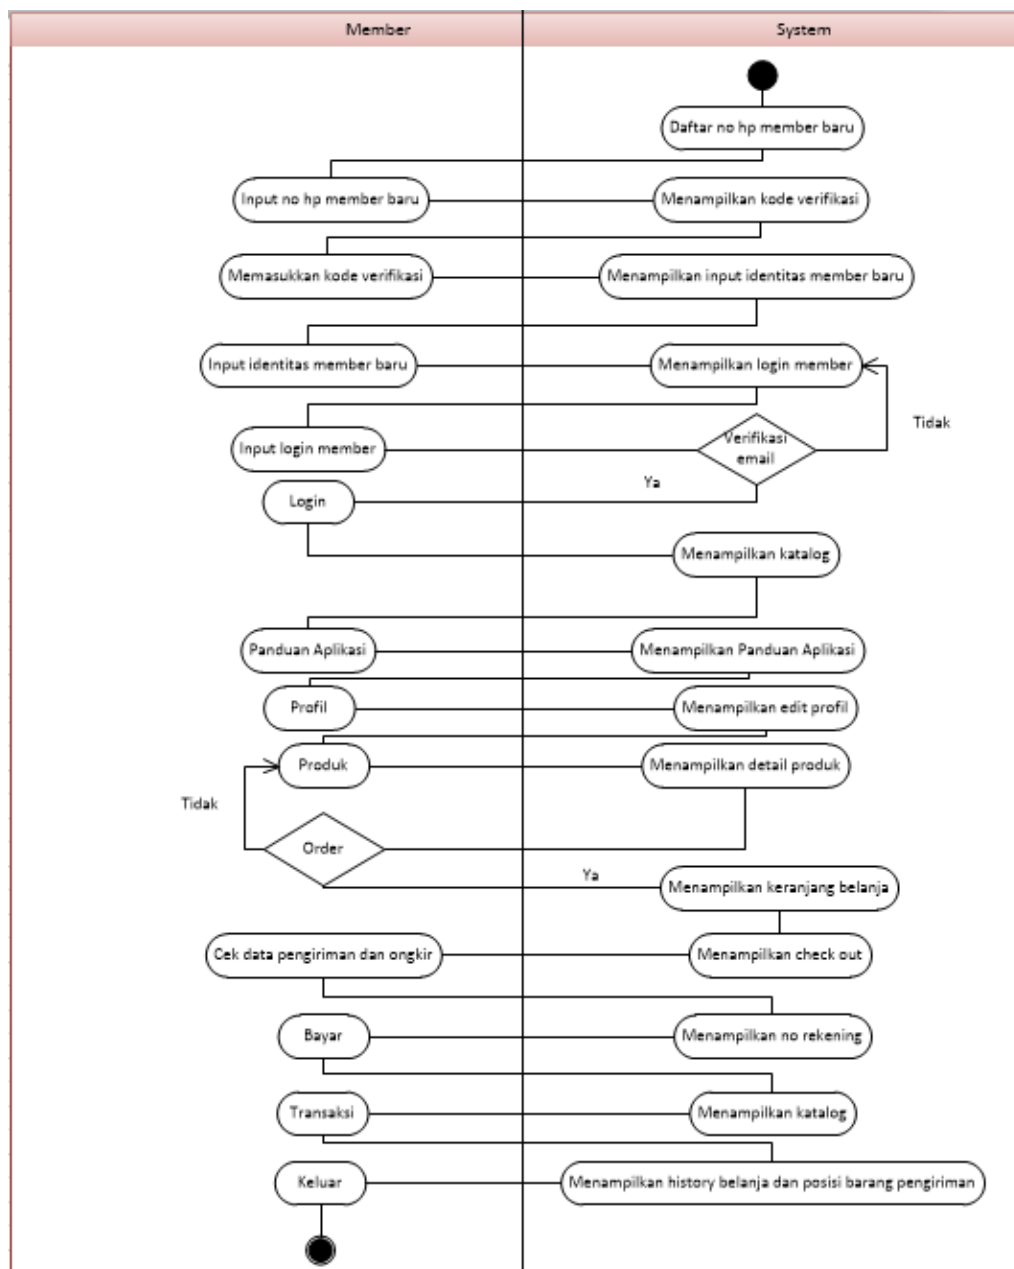 Member
System
Daftar no hp member baru
Input no hp member baru
Menampilkan kode verifikasi
Memasukkan kode verifikasi
Menampilkan input identitas member baru
Input identitas member baru
Menampilkan login member
Tidak
Input login member
Verifikasi
email
Ya
Login
Menampilkan katalog
Panduan Aplikasi
Menampilkan Panduan Aplikasi
Profil
Menampilkan edit profil
Produk
Menampilkan detail produk
Tidak
Order
Ya
Menampilkan keranjang belanja
Cek data pengiriman dan ongkir
Menampilkan check out
Bayar
Menampilkan no rekening
Transaksi
Menampilkan katalog
Keluar
Menampilkan history belanja dan posisi barang pengiriman